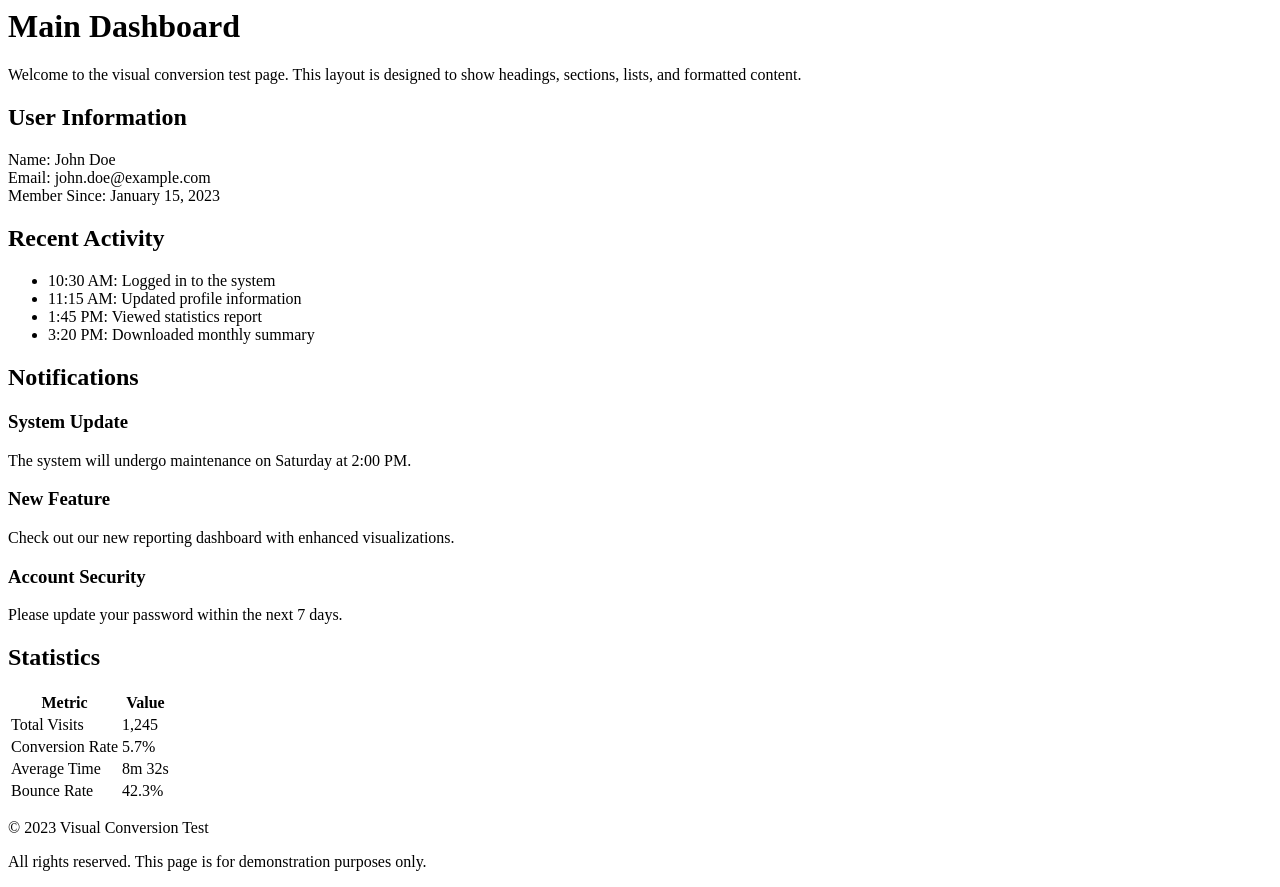 Main Dashboard
Welcome to the visual conversion test page. This layout is designed to show headings, sections, lists, and formatted content.
User Information
Name: John Doe
Email: john.doe@example.com
Member Since: January 15, 2023
Recent Activity
10:30 AM: Logged in to the system
11:15 AM: Updated profile information
1:45 PM: Viewed statistics report
3:20 PM: Downloaded monthly summary
Notifications
System Update
The system will undergo maintenance on Saturday at 2:00 PM.
New Feature
Check out our new reporting dashboard with enhanced visualizations.
Account Security
Please update your password within the next 7 days.
Statistics
Metric Value
Total Visits 1,245
Conversion Rate 5.7%
Average Time 8m 32s
Bounce Rate 42.3%
© 2023 Visual Conversion Test
All rights reserved. This page is for demonstration purposes only.